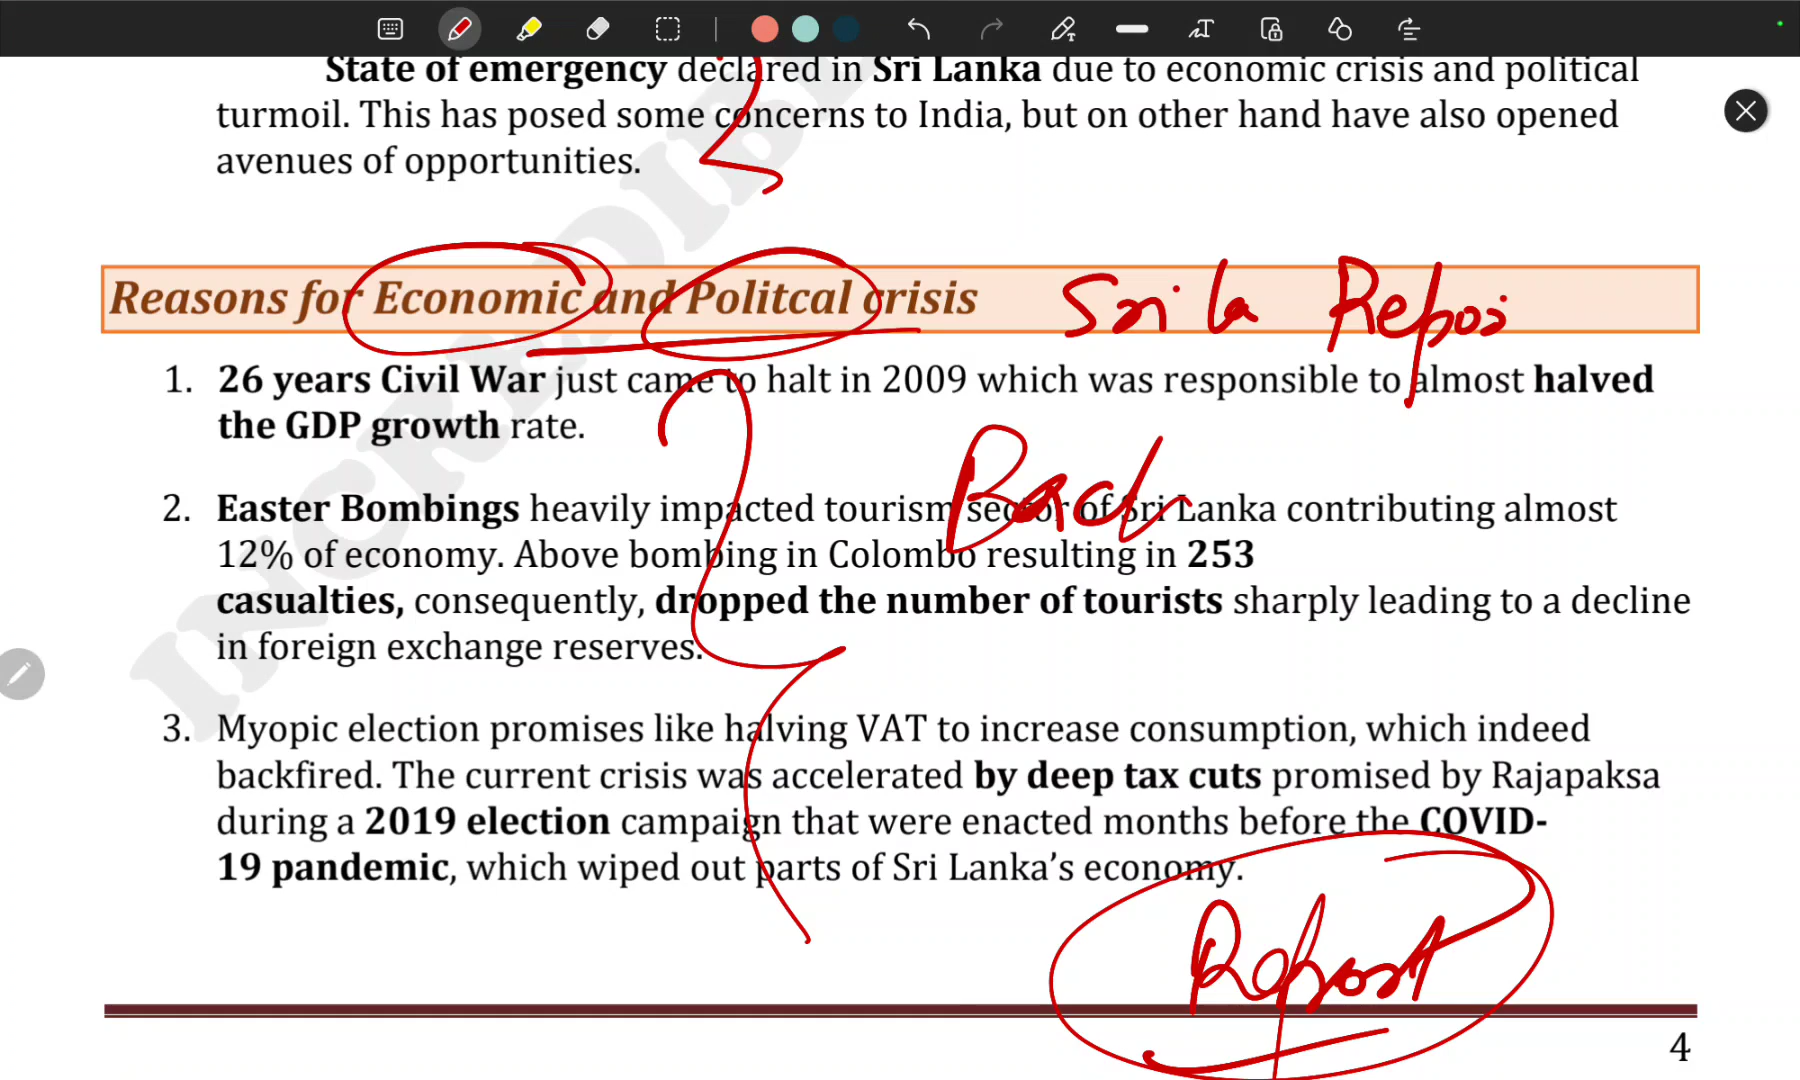 State of emergency declared in Sri Lanka due to economic crisis and political
turmoil. This has posed some concerns to India, but on other hand have also opened
avenues of opportunities.
Reasons for Economic and Politcal crisis
Sri la Repo
1. 26 years Civil War just came to halt in 2009 which was responsible to almost halved
the GDP growth rate.
2. Easter Bombings heavily impacted tourism sector of Sri Lanka contributing almost
12% of economy. Above bombing in Colombo resulting in 253
casualties, consequently, dropped the number of tourists sharply leading to a decline
in foreign exchange reserves.
3. Myopic election promises like halving VAT to increase consumption, which indeed
backfired. The current crisis was accelerated by deep tax cuts promised by Rajapaksa
during a 2019 election campaign that were enacted months before the COVID-
19 pandemic, which wiped out parts of Sri Lanka's economy.
Report
4